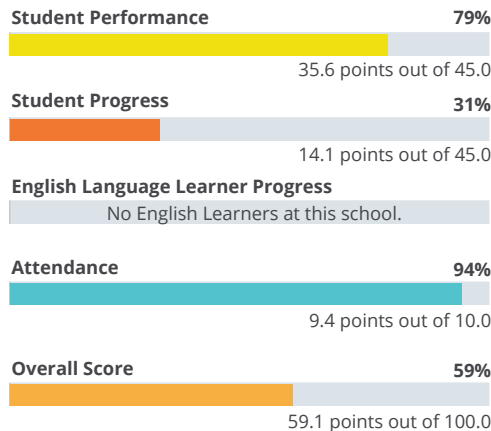 Student Performance 79%
35.6 points out of 45.0
Student Progress 31%
14.1 points out of 45.0
English Language Learner Progress
No English Learners at this school.
Attendance 94%
9.4 points out of 10.0
Overall Score 59%
59.1 points out of 100.0